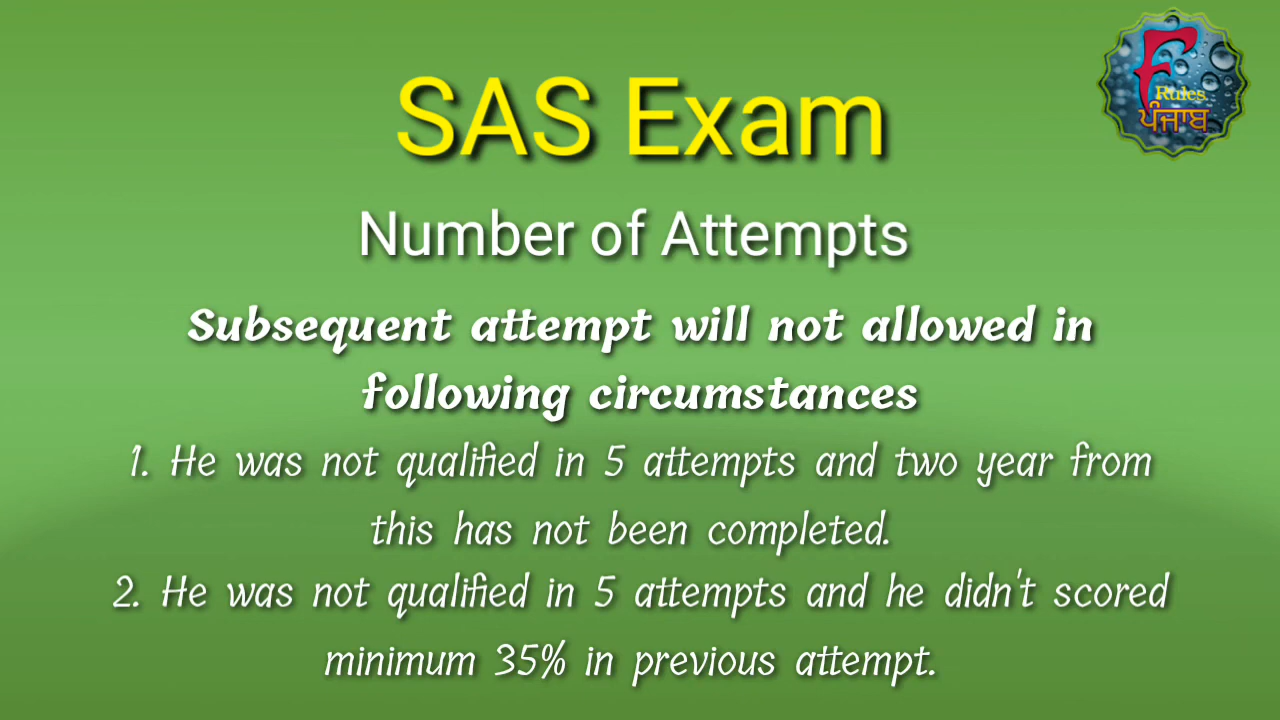 F
Rules
ਪੰਜਾਬ
SAS Exam
Number of Attempts
Subsequent attempt will not allowed in
following circumstances
1. He was not qualified in 5 attempts and two year from
this has not been completed.
2. He was not qualified in 5 attempts and he didn't scored
minimum 35% in previous attempt.